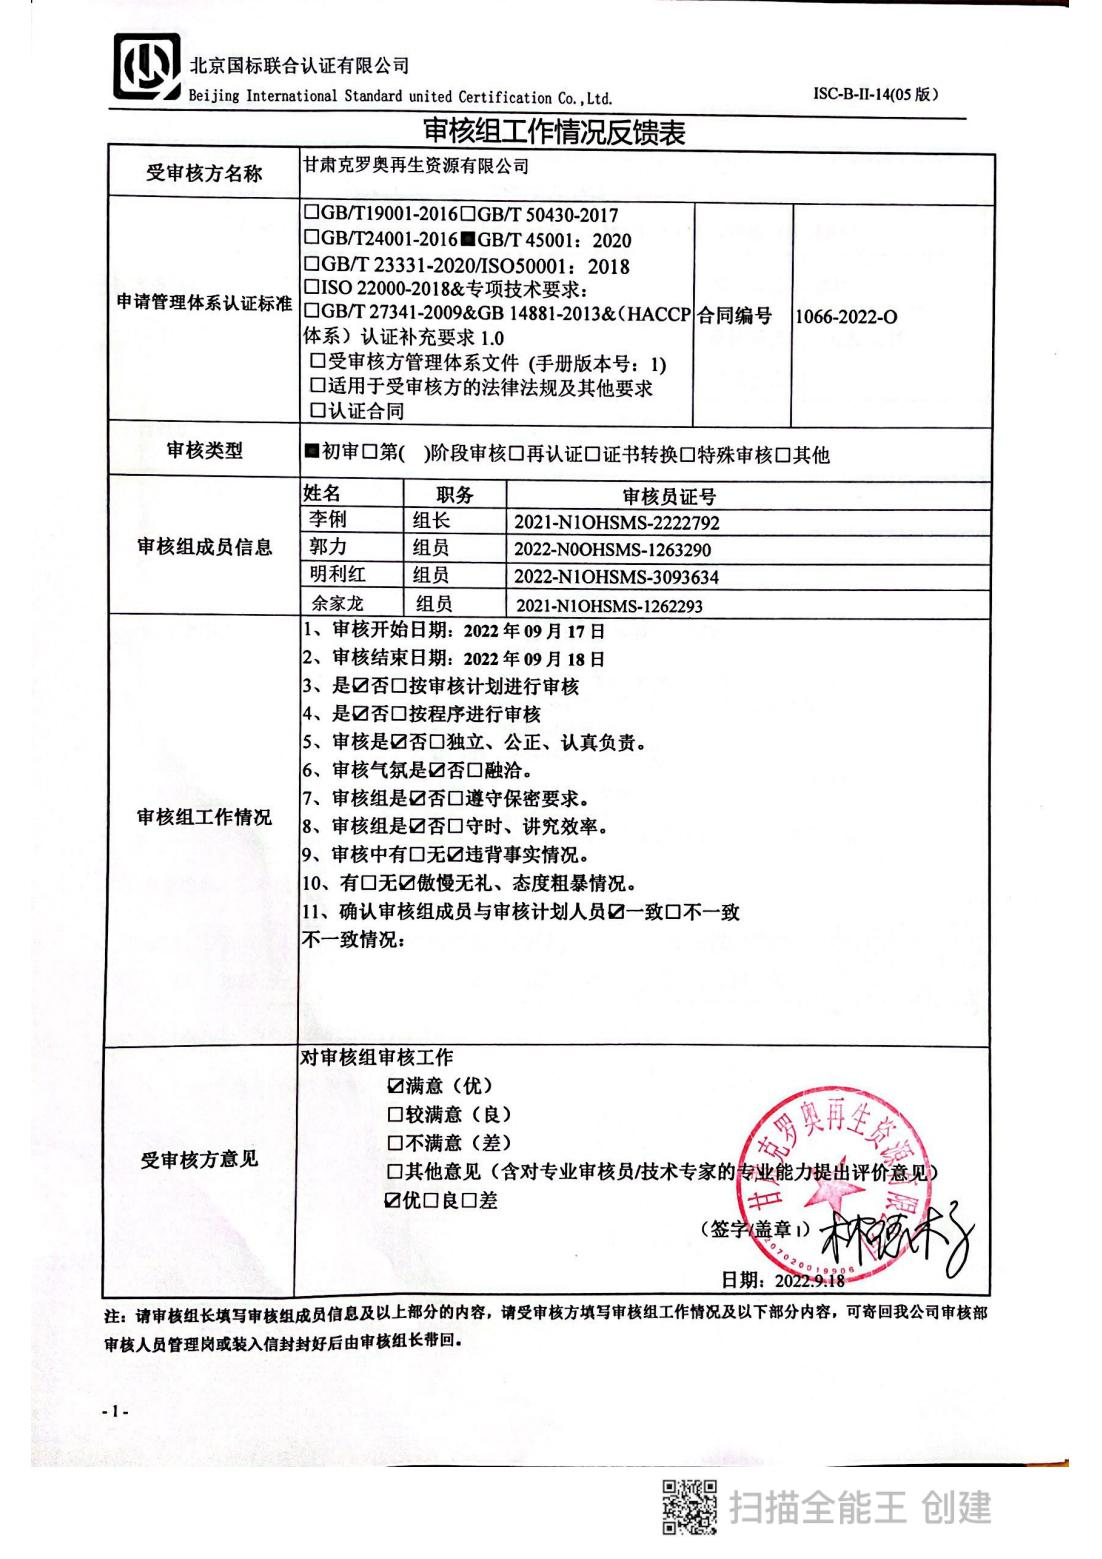 北京国标联合认证有限公司
Beijing International Standard united Certification Co.,Ltd.
ISC-B-II-14(05 版)
审核组工作情况反馈表
受审核方名称
甘肃克罗奥再生资源有限公司
申请管理体系认证标准
□GB/T19001-2016□GB/T 50430-2017
□GB/T24001-2016■GB/T 45001：2020
□GB/T 23331-2020/ISO50001：2018
□ISO 22000-2018&专项技术要求：
□GB/T 27341-2009&GB 14881-2013&（HACCP
体系）认证补充要求 1.0
□受审核方管理体系文件 (手册版本号：1)
□适用于受审核方的法律法规及其他要求
□认证合同
合同编号
1066-2022-O
审核类型
■初审□第( )阶段审核□再认证□证书转换□特殊审核□其他
审核组成员信息
姓名 职务 审核员证号
李俐 组长 2021-N1OHSMS-2222792
郭力 组员 2022-N0OHSMS-1263290
明利红 组员 2022-N1OHSMS-3093634
余家龙 组员 2021-N1OHSMS-1262293
审核组工作情况
1、审核开始日期：2022 年 09 月 17 日
2、审核结束日期：2022 年 09 月 18 日
3、是☑否□按审核计划进行审核
4、是☑否□按程序进行审核
5、审核是☑否□独立、公正、认真负责。
6、审核气氛是☑否□融洽。
7、审核组是☑否□遵守保密要求。
8、审核组是☑否□守时、讲究效率。
9、审核中有□无☑违背事实情况。
10、有□无☑傲慢无礼、态度粗暴情况。
11、确认审核组成员与审核计划人员☑一致□不一致
不一致情况：
受审核方意见
对审核组审核工作
☑满意（优）
□较满意（良）
□不满意（差）
□其他意见（含对专业审核员/技术专家的专业能力提出评价意见）
☑优□良□差
（签字/盖章1）
日期：2022.9.18
注：请审核组长填写审核组成员信息及以上部分的内容，请受审核方填写审核组工作情况及以下部分内容，可寄回我公司审核部
审核人员管理岗或装入信封封好后由审核组长带回。
- 1 -
扫描全能王 创建